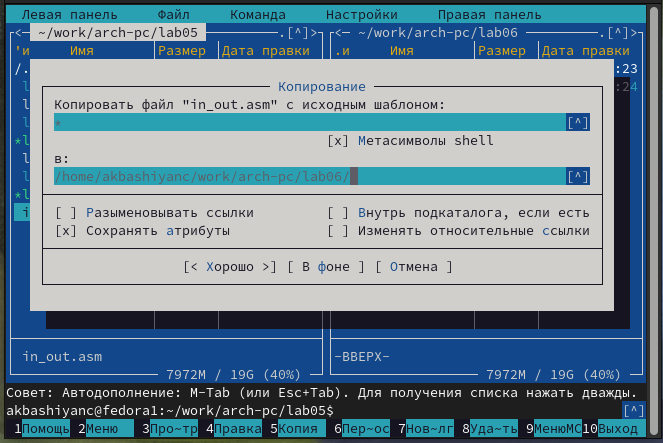 Левая панель Файл Команда Настройки Правая панель
<— ~/work/arch-pc/lab05 .[^]> <— ~/work/arch-pc/lab06 .[^]>
'и Имя Размер Дата правки .и Имя Размер Дата правки
/. :23
l :24
l
l
*l
l
l
*l
i
Копирование
Копировать файл "in_out.asm" с исходным шаблоном:
* [^]
[x] Метасимволы shell
в:
/home/akbashiyanc/work/arch-pc/lab06/ [^]
[ ] Разыменовывать ссылки [ ] Внутрь подкаталога, если есть
[x] Сохранять атрибуты [ ] Изменять относительные ссылки
[< Хорошо >] [ В фоне ] [ Отмена ]
in_out.asm -ВВЕРХ-
7972M / 19G (40%) 7972M / 19G (40%)
Совет: Автодополнение: M-Tab (или Esc+Tab). Для получения списка нажать дважды.
akbashiyanc@fedora1:~/work/arch-pc/lab05$ [^]
1Помощь 2Меню 3Про~тр 4Правка 5Копия 6Пер~ос 7Нов~лг 8Уда~ть 9МенюMC 10Выход